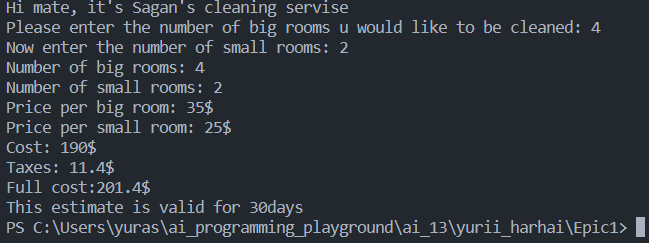 Hi mate, it's Sagan's cleaning servise
Please enter the number of big rooms u would like to be cleaned: 4
Now enter the number of small rooms: 2
Number of big rooms: 4
Number of small rooms: 2
Price per big room: 35$
Price per small room: 25$
Cost: 190$
Taxes: 11.4$
Full cost:201.4$
This estimate is valid for 30days
PS C:\Users\yuras\ai_programming_playground\ai_13\yurii_harhai\Epic1>